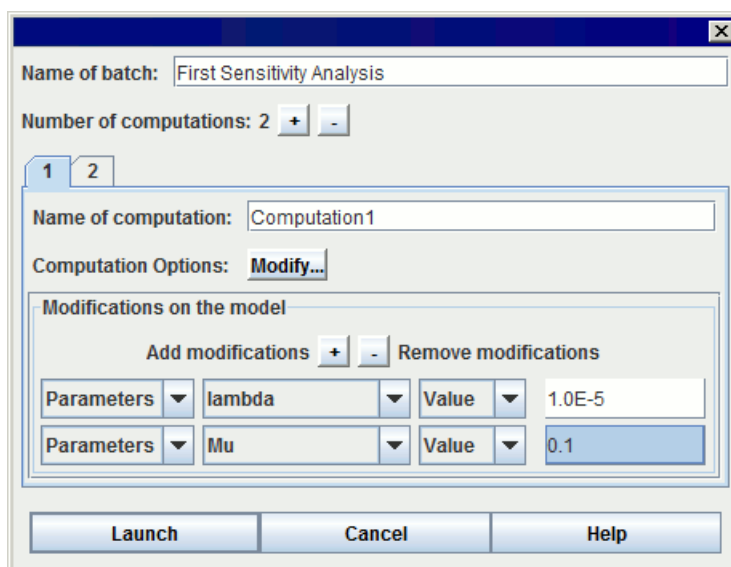 Name of batch: First Sensitivity Analysis
Number of computations: 2 + -
1 2
Name of computation: Computation1
Computation Options: Modify...
Modifications on the model
Add modifications + - Remove modifications
Parameters lambda Value 1.0E-5
Parameters Mu Value 0.1
Launch Cancel Help